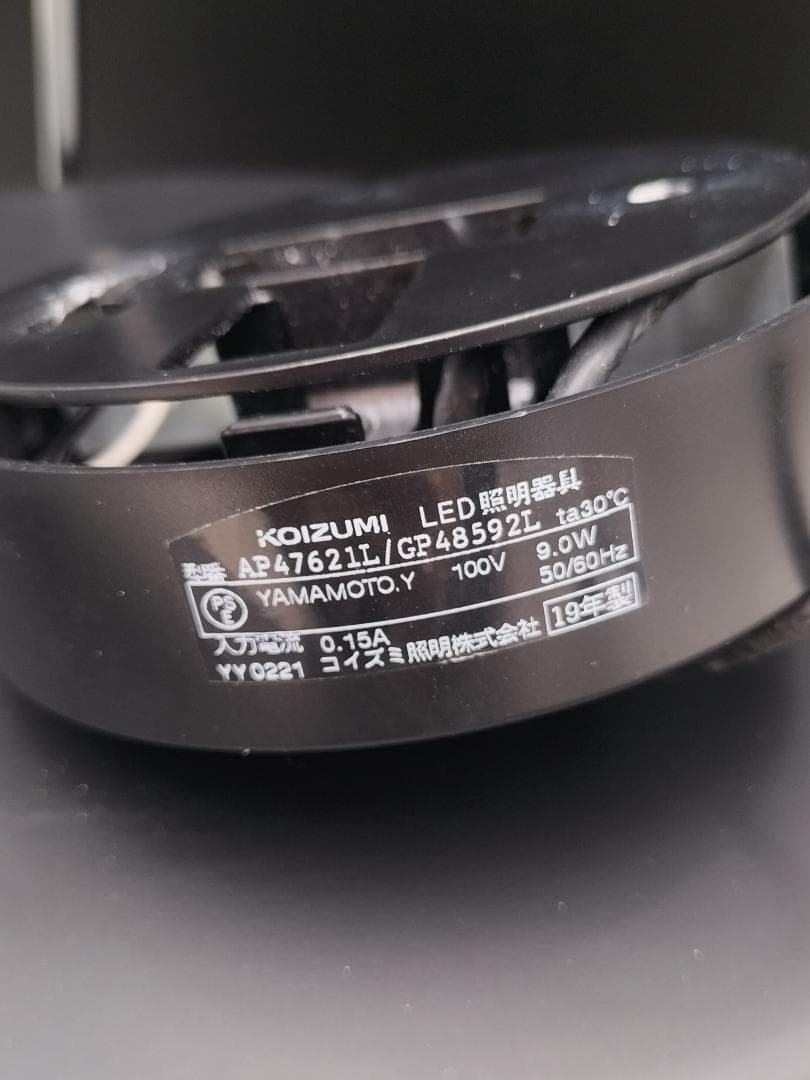 KOIZUMI LED照明器具
型番 AP47621L/GP48592L ta30℃
PSE YAMAMOTO.Y 100V 9.0W
50/60Hz
入力電流 0.15A 19年製
YY0221 コイズミ照明株式会社